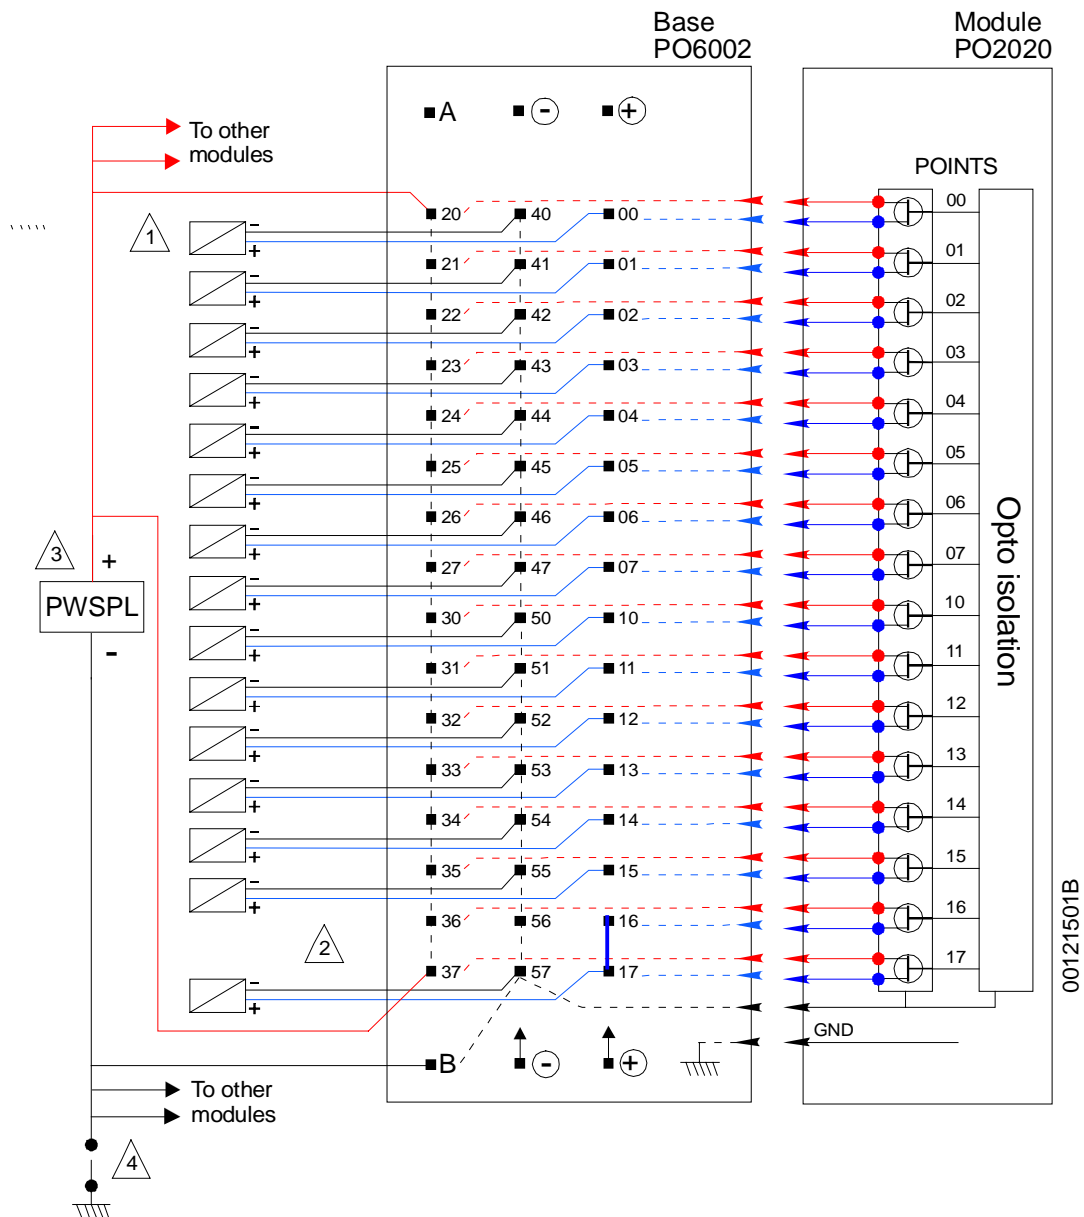 Base
PO6002
Module
PO2020
A - +
To other
modules
POINTS
1
- 20 40 00 00
+
- 21 41 01 01
+
- 22 42 02 02
+
- 23 43 03 03
+
- 24 44 04 04
+
- 25 45 05 05
+
- 26 46 06 06
+
- 27 47 07 07
+
- 30 50 10 10
+
- 31 51 11 11
+
- 32 52 12 12
+
- 33 53 13 13
+
- 34 54 14 14
+
- 35 55 15 15
+
2
36 56 16 16
- 37 57 17 17
+
3
+
PWSPL
-
Opto isolation
00121501B
GND
B - +
To other
modules
4